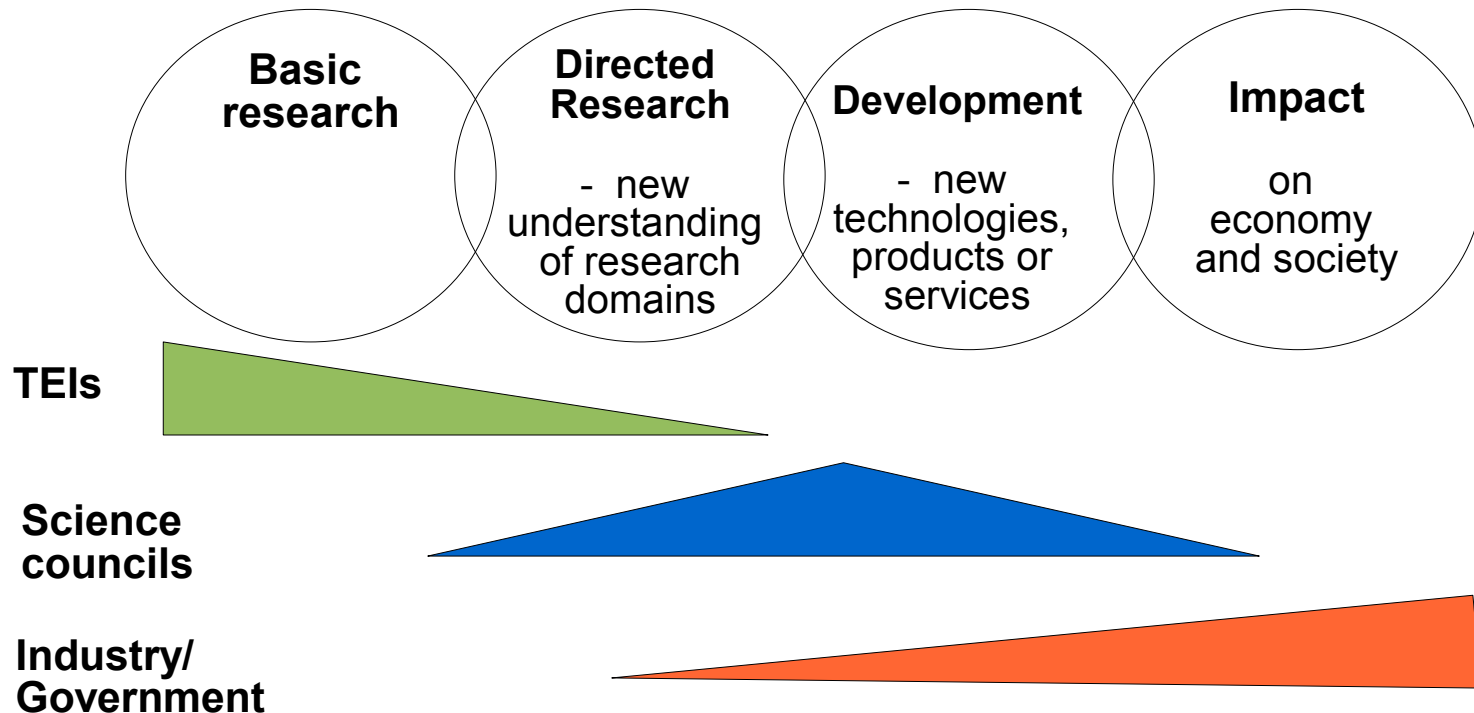 Basic
research
Directed
Research
- new
understanding
of research
domains
Development
- new
technologies,
products or
services
Impact
on
economy
and society
TEIs
Science
councils
Industry/
Government